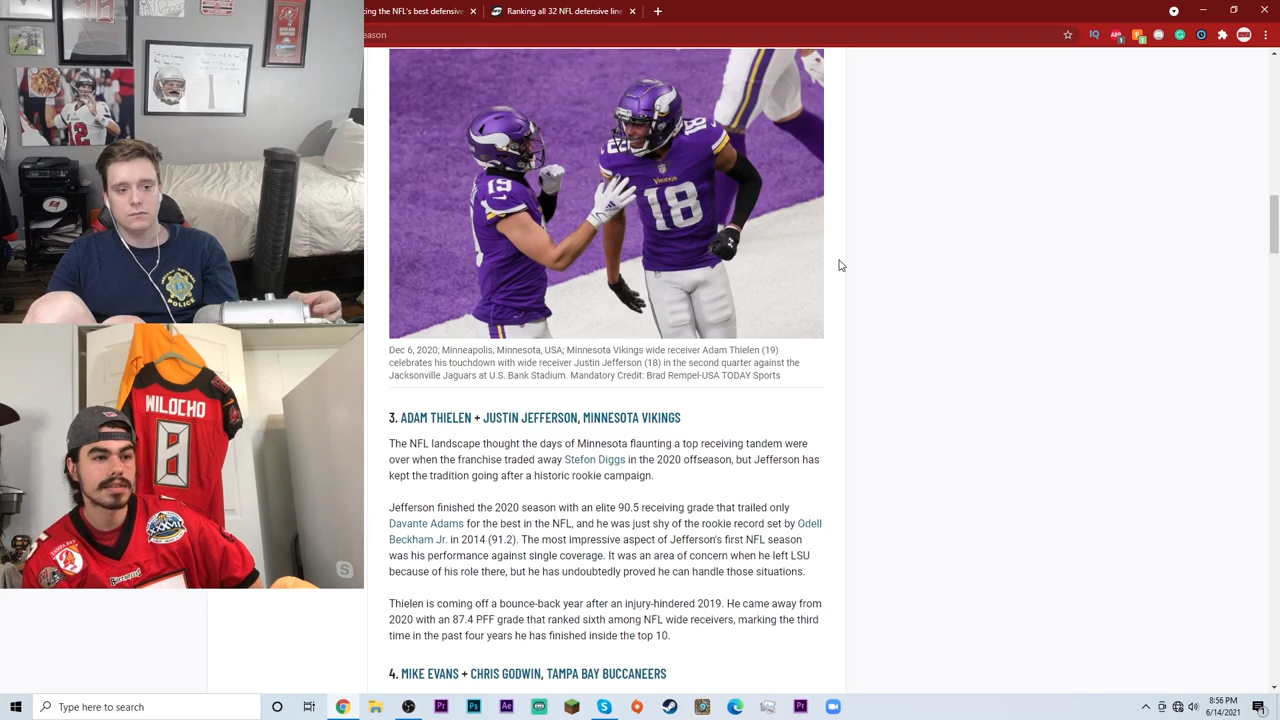 king the NFL's best defensive
Ranking all 32 NFL defensive line
eason
12
POLICE
19
18
18
VIKINGS
Dec 6, 2020; Minneapolis, Minnesota, USA; Minnesota Vikings wide receiver Adam Thielen (19)
celebrates his touchdown with wide receiver Justin Jefferson (18) in the second quarter against the
Jacksonville Jaguars at U.S. Bank Stadium. Mandatory Credit: Brad Rempel-USA TODAY Sports
3. ADAM THIELEN + JUSTIN JEFFERSON, MINNESOTA VIKINGS
The NFL landscape thought the days of Minnesota flaunting a top receiving tandem were
over when the franchise traded away Stefon Diggs in the 2020 offseason, but Jefferson has
kept the tradition going after a historic rookie campaign.
Jefferson finished the 2020 season with an elite 90.5 receiving grade that trailed only
Davante Adams for the best in the NFL, and he was just shy of the rookie record set by Odell
Beckham Jr. in 2014 (91.2). The most impressive aspect of Jefferson's first NFL season
was his performance against single coverage. It was an area of concern when he left LSU
because of his role there, but he has undoubtedly proved he can handle those situations.
Thielen is coming off a bounce-back year after an injury-hindered 2019. He came away from
2020 with an 87.4 PFF grade that ranked sixth among NFL wide receivers, marking the third
time in the past four years he has finished inside the top 10.
4. MIKE EVANS + CHRIS GODWIN, TAMPA BAY BUCCANEERS
WILOCHO
8
XXXVII
TAMPA BAY
BUCCANEERS
Type here to search
8:56 PM
6/14/2021